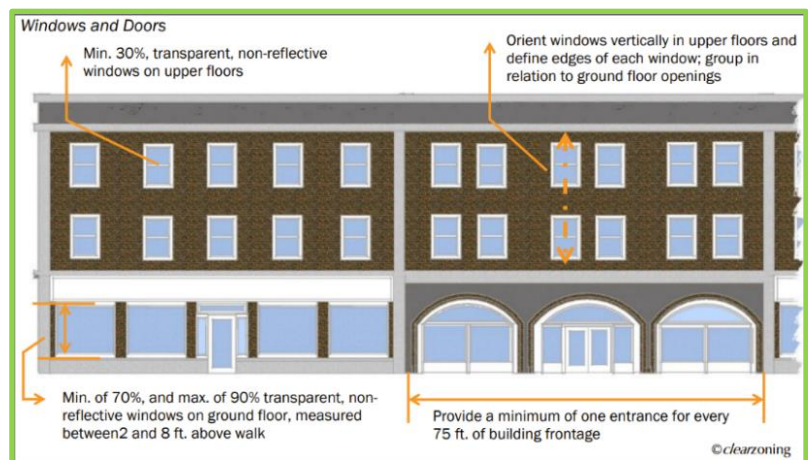 Windows and Doors
Min. 30%, transparent, non-reflective
windows on upper floors
Orient windows vertically in upper floors and
define edges of each window; group in
relation to ground floor openings
Min. of 70%, and max. of 90% transparent, non-
reflective windows on ground floor, measured
between2 and 8 ft. above walk
Provide a minimum of one entrance for every
75 ft. of building frontage
©clearzoning